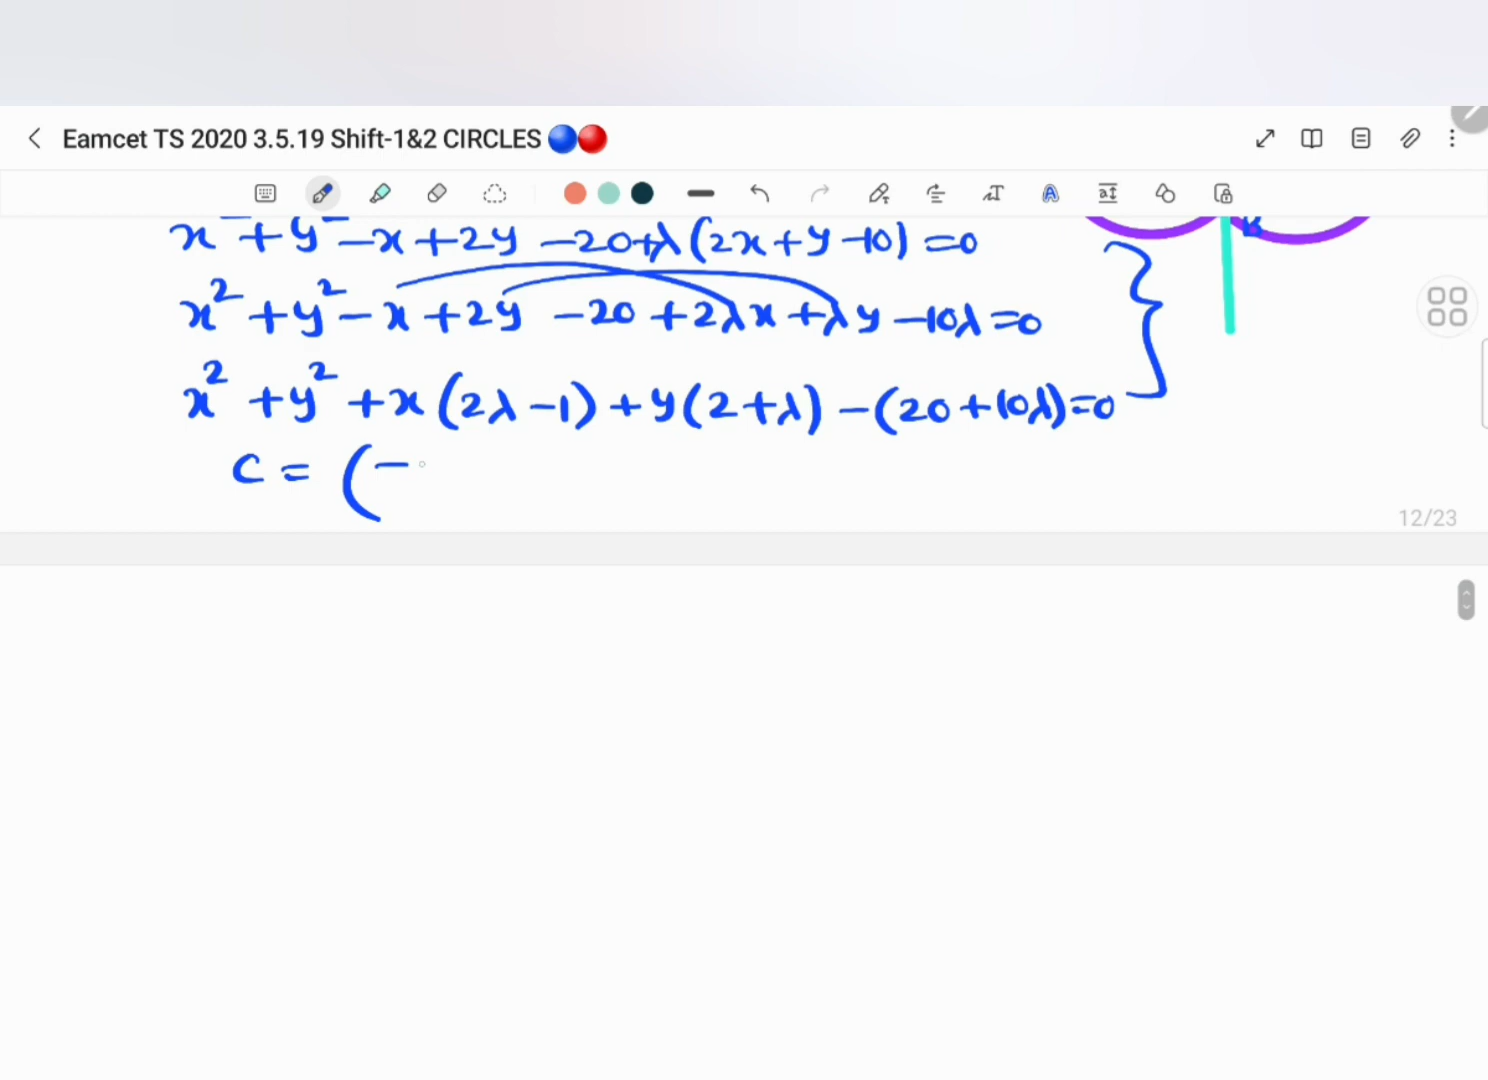 Eamcet TS 2020 3.5.19 Shift-1&2 CIRCLES
x² + y² - x + 2y - 20 + λ(2x + y - 10) = 0
x² + y² - x + 2y - 20 + 2λx + λy - 10λ = 0
x² + y² + x(2λ - 1) + y(2 + λ) - (20 + 10λ) = 0
C = (-
12/23